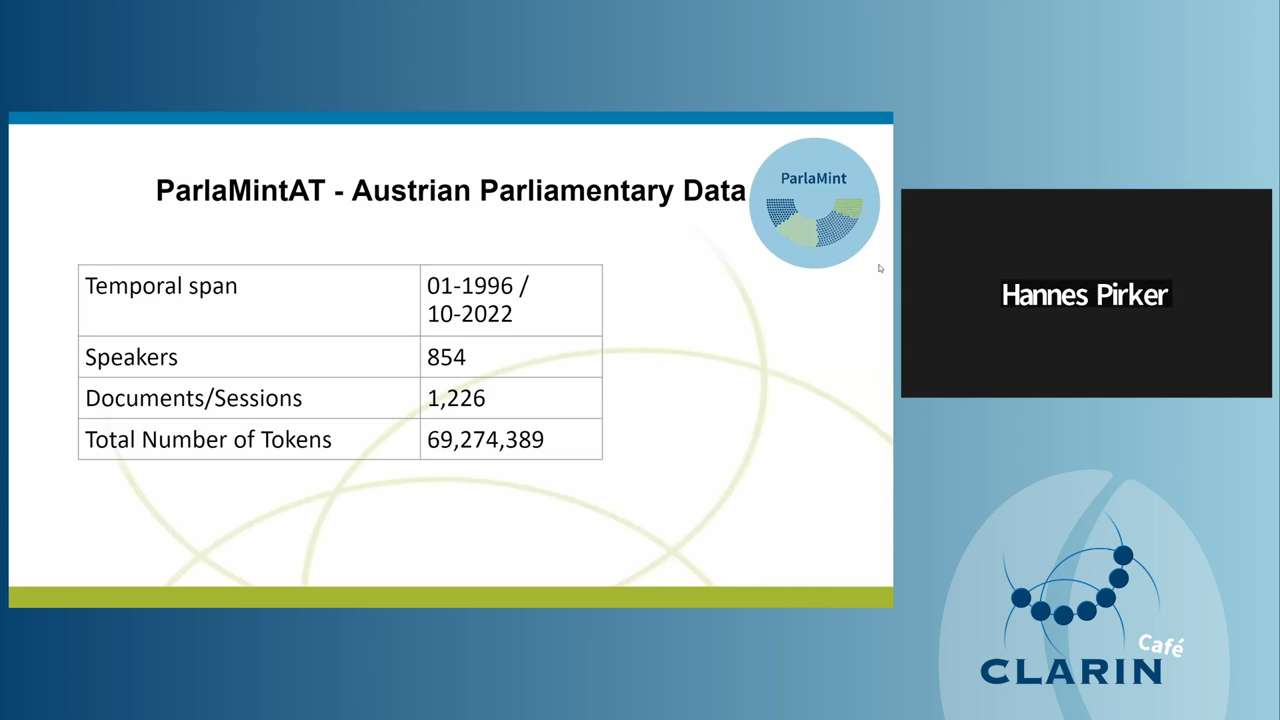 ParlaMintAT - Austrian Parliamentary Data
ParlaMint
Temporal span
01-1996 /
10-2022
Speakers
854
Documents/Sessions
1,226
Total Number of Tokens
69,274,389
Hannes Pirker
Café
CLARIN